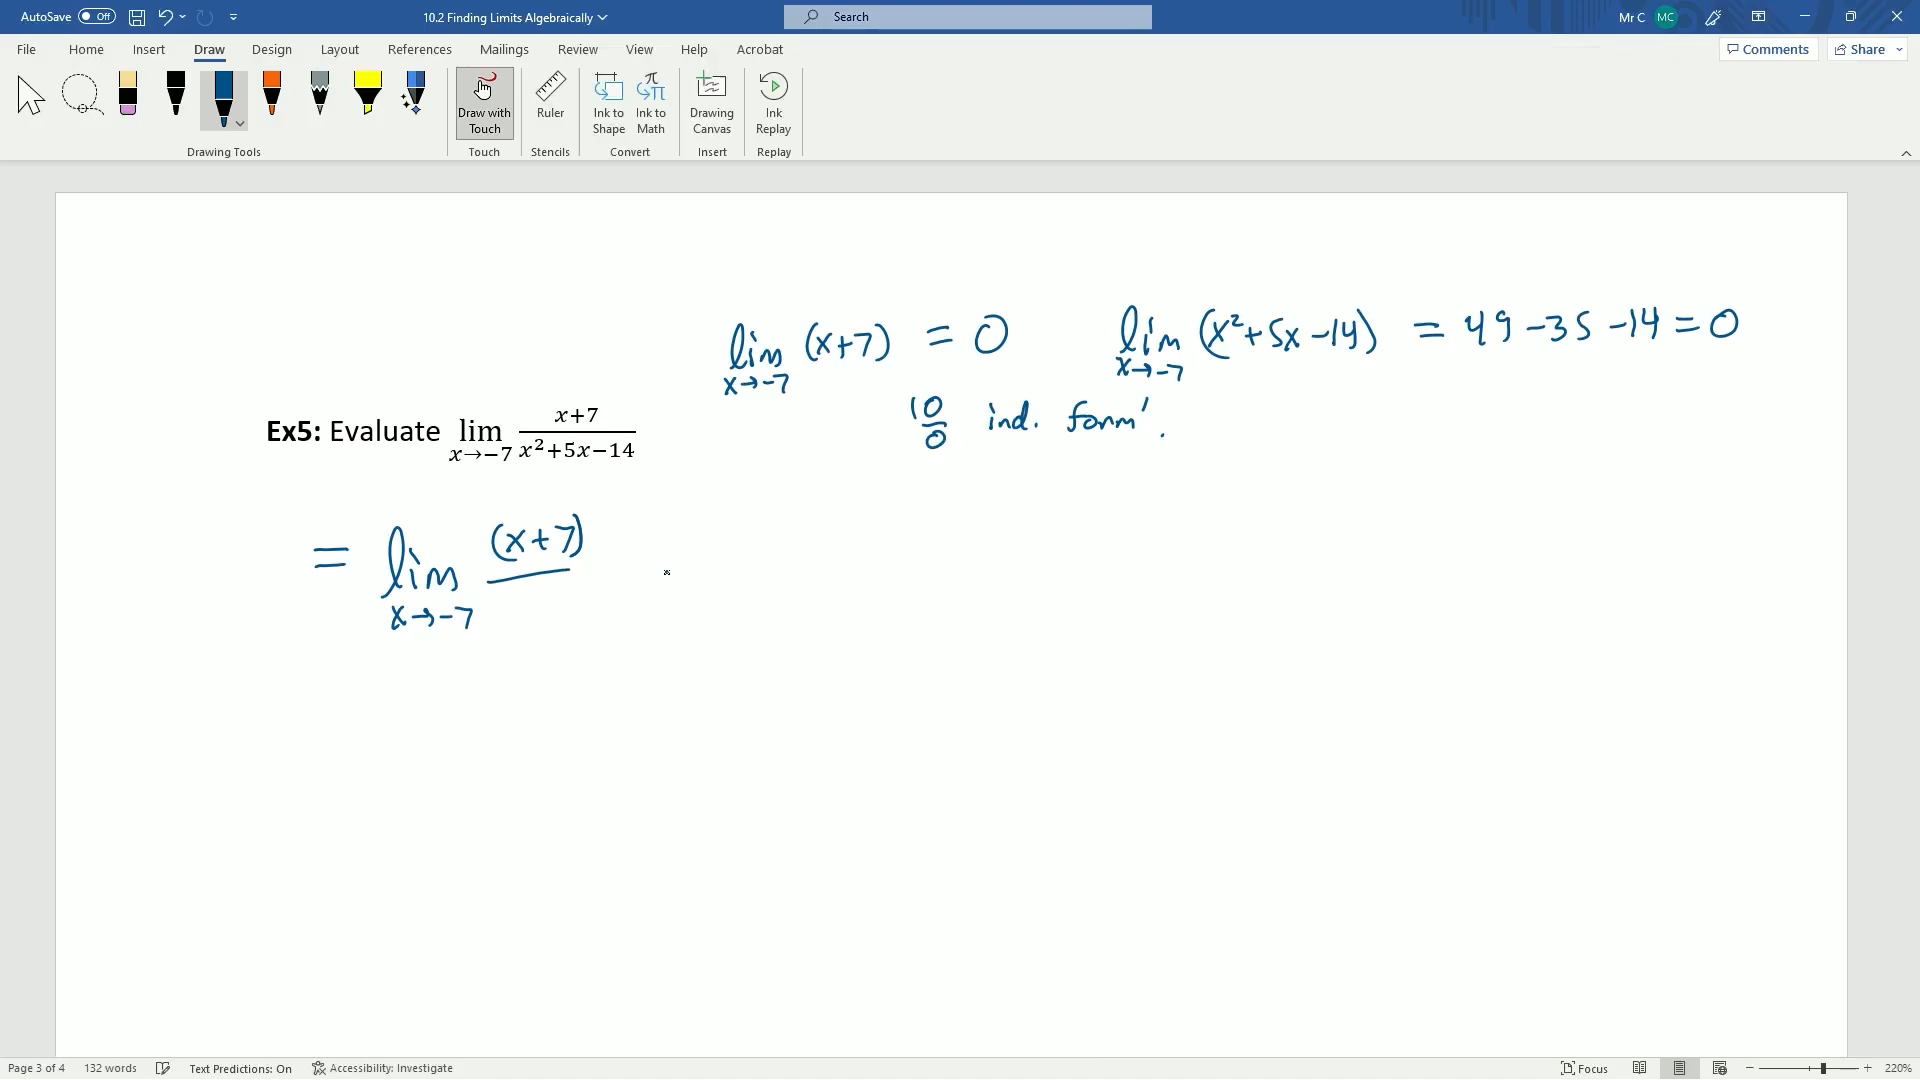 AutoSave Off 10.2 Finding Limits Algebraically Search Mr C MC
File Home Insert Draw Design Layout References Mailings Review View Help Acrobat Comments Share
Draw with Touch Ruler Ink to Shape Ink to Math Drawing Canvas Ink Replay
Drawing Tools Touch Stencils Convert Insert Replay
lim x→-7 (x+7) = 0 lim x→-7 (x²+5x-14) = 49-35-14=0
'0/0 ind. form'.
Ex5: Evaluate lim x→−7 (x+7)/(x²+5x−14)
= lim x→-7 (x+7)
Page 3 of 4 132 words Text Predictions: On Accessibility: Investigate Focus 220%